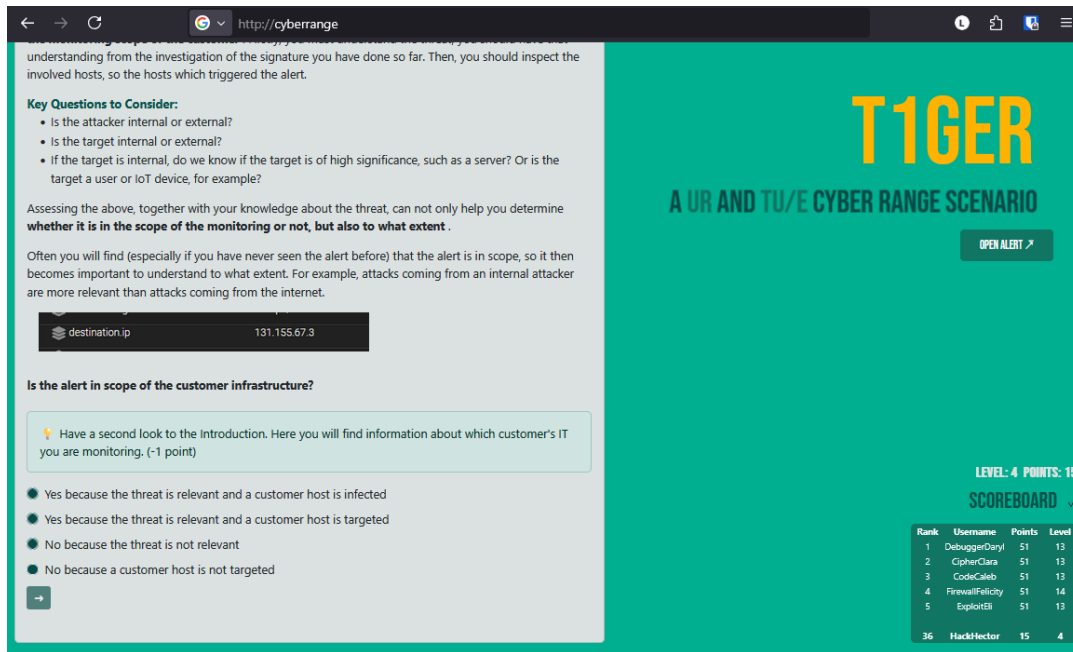 http://cyberrange
understanding from the investigation of the signature you have done so far. Then, you should inspect the
involved hosts, so the hosts which triggered the alert.
Key Questions to Consider:
• Is the attacker internal or external?
• Is the target internal or external?
• If the target is internal, do we know if the target is of high significance, such as a server? Or is the
target a user or IoT device, for example?
Assessing the above, together with your knowledge about the threat, can not only help you determine
whether it is in the scope of the monitoring or not, but also to what extent .
Often you will find (especially if you have never seen the alert before) that the alert is in scope, so it then
becomes important to understand to what extent. For example, attacks coming from an internal attacker
are more relevant than attacks coming from the internet.
destination.ip 131.155.67.3
Is the alert in scope of the customer infrastructure?
Have a second look to the Introduction. Here you will find information about which customer's IT
you are monitoring. (-1 point)
Yes because the threat is relevant and a customer host is infected
Yes because the threat is relevant and a customer host is targeted
No because the threat is not relevant
No because a customer host is not targeted
→
T1GER
A UR AND TU/E CYBER RANGE SCENARIO
OPEN ALERT ↗
LEVEL: 4 POINTS: 15
SCOREBOARD
Rank Username Points Level
1 DebuggerDaryl 51 13
2 CipherClara 51 13
3 CodeCaleb 51 13
4 FirewallFelicity 51 14
5 ExploitEli 51 13
36 HackHector 15 4